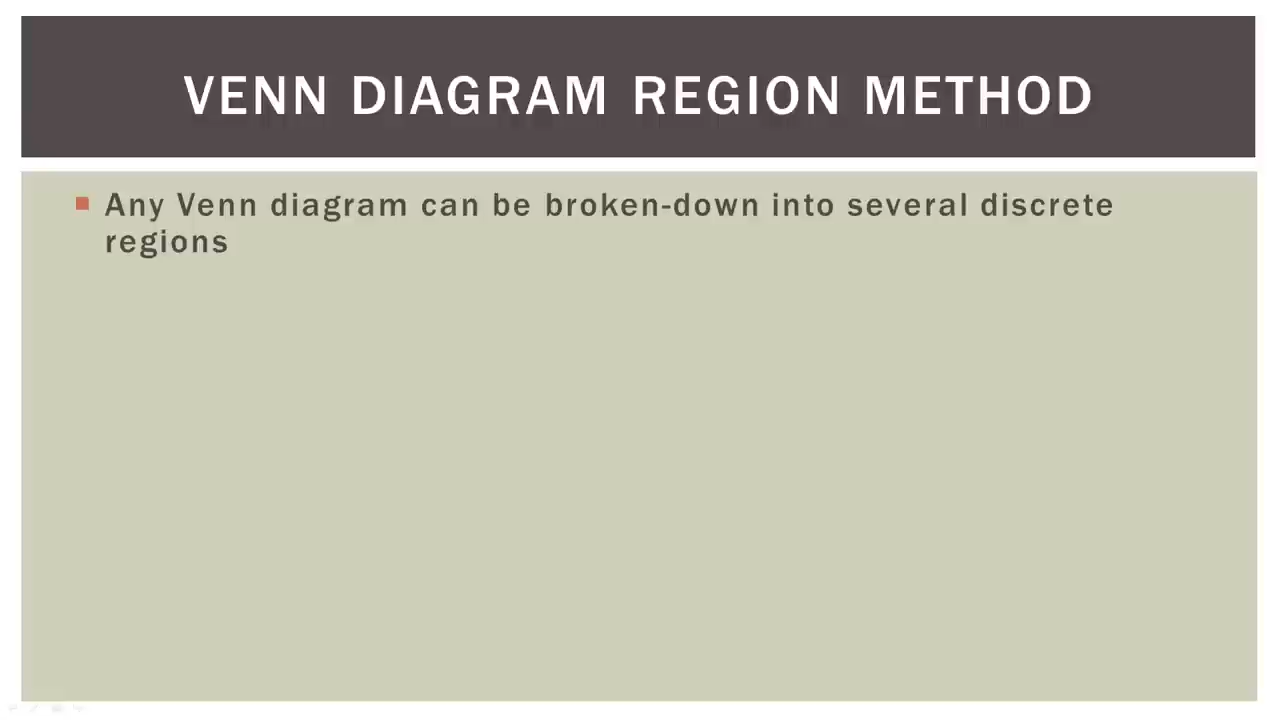 VENN DIAGRAM REGION METHOD
Any Venn diagram can be broken-down into several discrete
regions